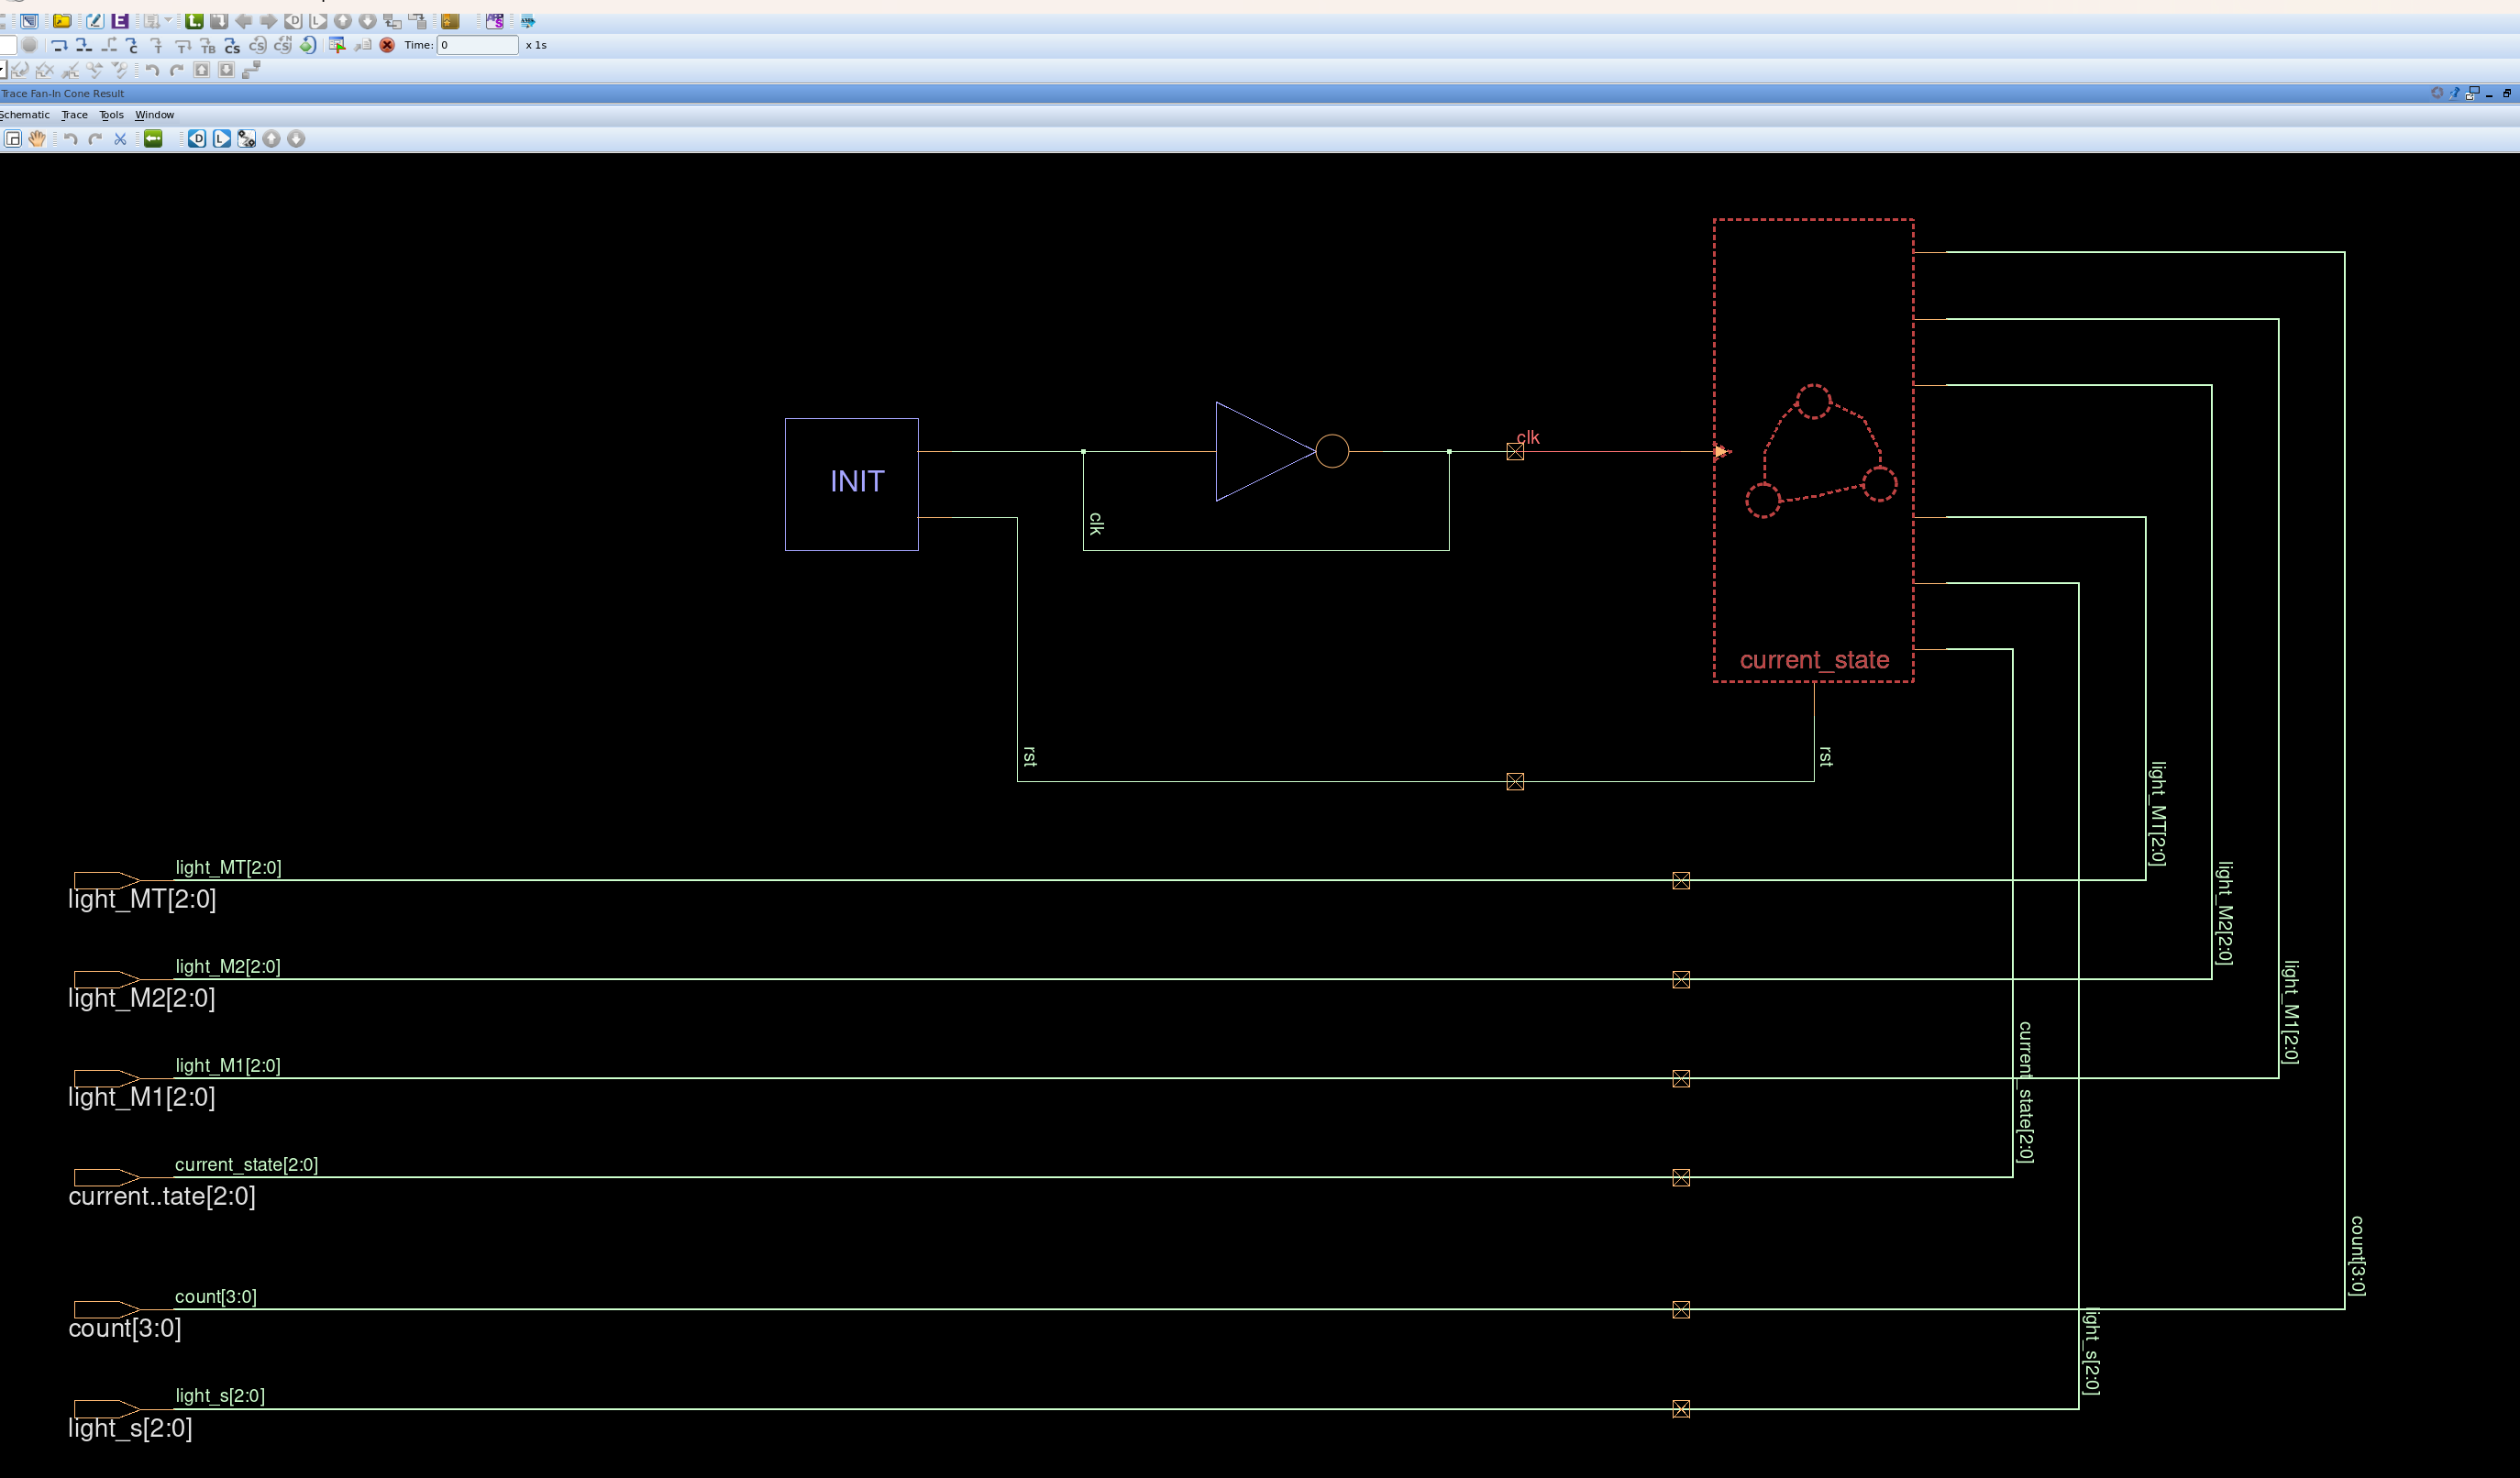 Time: 0 x 1s
Trace Fan-In Cone Result
Schematic Trace Tools Window
clk
INIT
clk
current_state
rst
rst
light_MT[2:0]
light_MT[2:0]
light_MT[2:0]
light_M2[2:0]
light_M2[2:0]
light_M2[2:0]
light_M1[2:0]
light_M1[2:0]
light_M1[2:0]
current_state[2:0]
current_state[2:0]
current..tate[2:0]
count[3:0]
count[3:0]
count[3:0]
light_s[2:0]
light_s[2:0]
light_s[2:0]